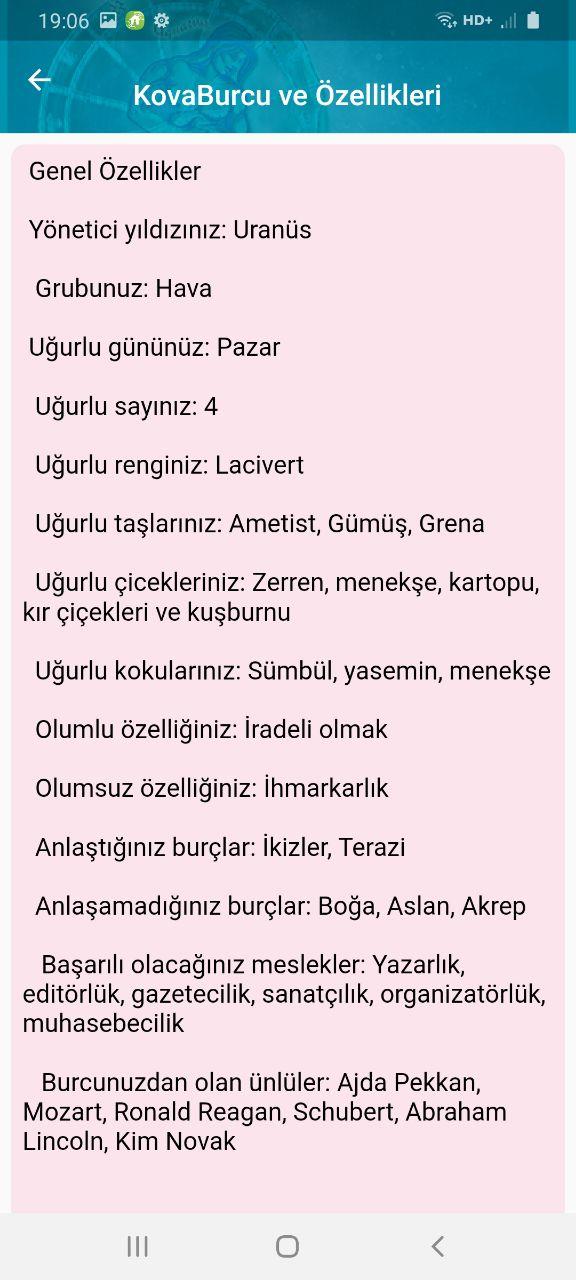 19:06
HD+
KovaBurcu ve Özellikleri
Genel Özellikler
Yönetici yıldızınız: Uranüs
Grubunuz: Hava
Uğurlu gününüz: Pazar
Uğurlu sayınız: 4
Uğurlu renginiz: Lacivert
Uğurlu taşlarınız: Ametist, Gümüş, Grena
Uğurlu çicekleriniz: Zerren, menekşe, kartopu,
kır çiçekleri ve kuşburnu
Uğurlu kokularınız: Sümbül, yasemin, menekşe
Olumlu özelliğiniz: İradeli olmak
Olumsuz özelliğiniz: İhmarkarlık
Anlaştığınız burçlar: İkizler, Terazi
Anlaşamadığınız burçlar: Boğa, Aslan, Akrep
Başarılı olacağınız meslekler: Yazarlık,
editörlük, gazetecilik, sanatçılık, organizatörlük,
muhasebecilik
Burcunuzdan olan ünlüler: Ajda Pekkan,
Mozart, Ronald Reagan, Schubert, Abraham
Lincoln, Kim Novak